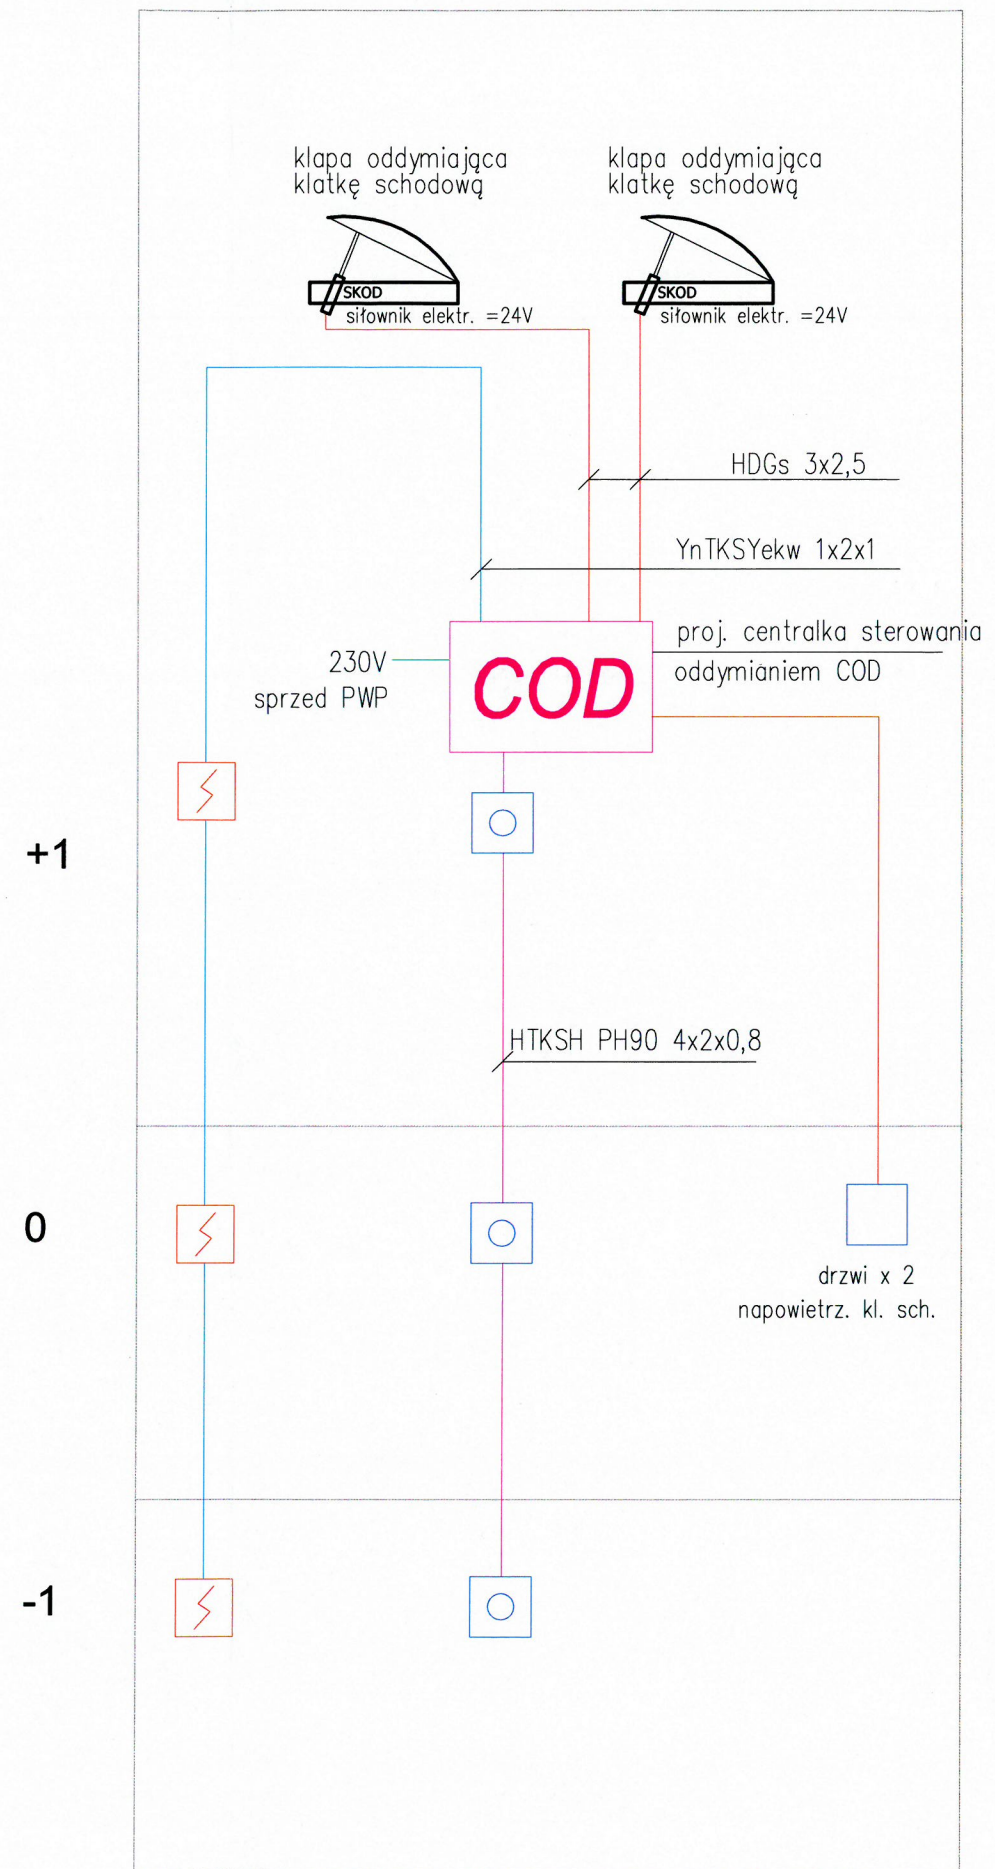 klapa oddymiająca
klatkę schodową
klapa oddymiająca
klatkę schodową
SKOD
SKOD
siłownik elektr. =24V
siłownik elektr. =24V
HDGs 3x2,5
YnTKSYekw 1x2x1
proj. centralka sterowania
oddymianiem COD
230V
sprzed PWP
COD
+1
HTKSH PH90 4x2x0,8
0
drzwi x 2
napowietrz. kl. sch.
-1